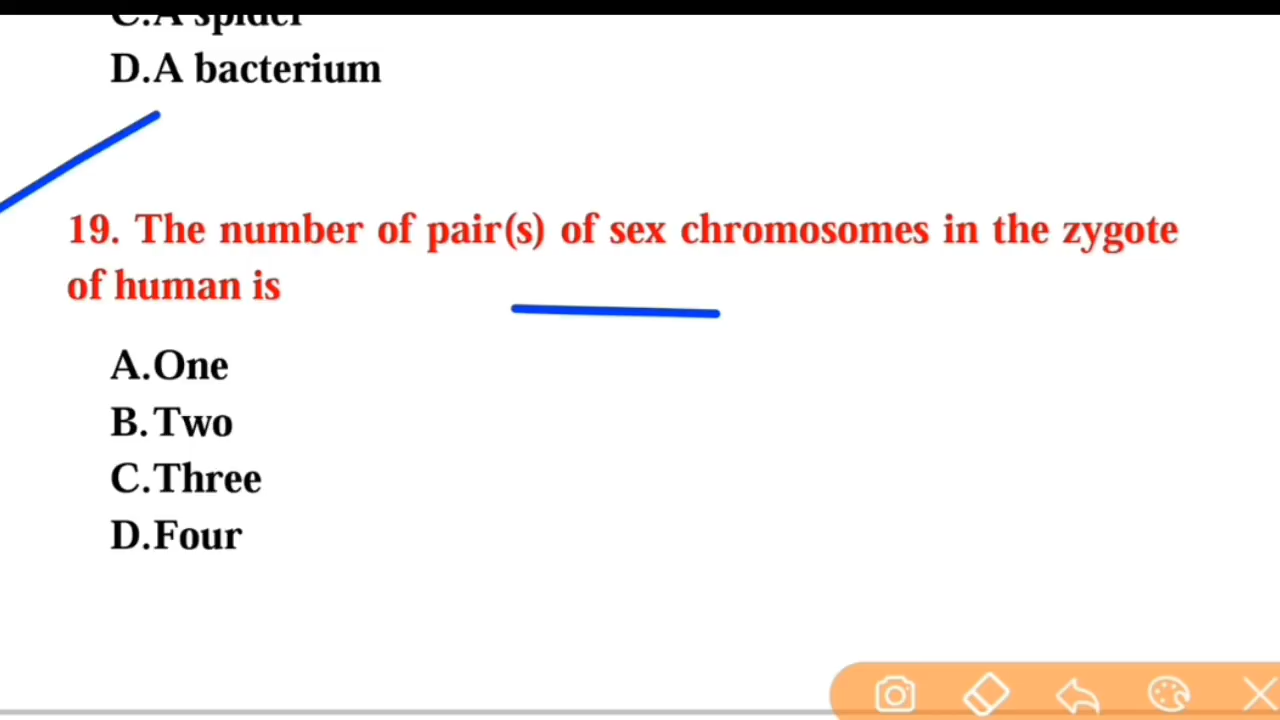 C.A spider
D.A bacterium
19. The number of pair(s) of sex chromosomes in the zygote
of human is
A.One
B.Two
C.Three
D.Four